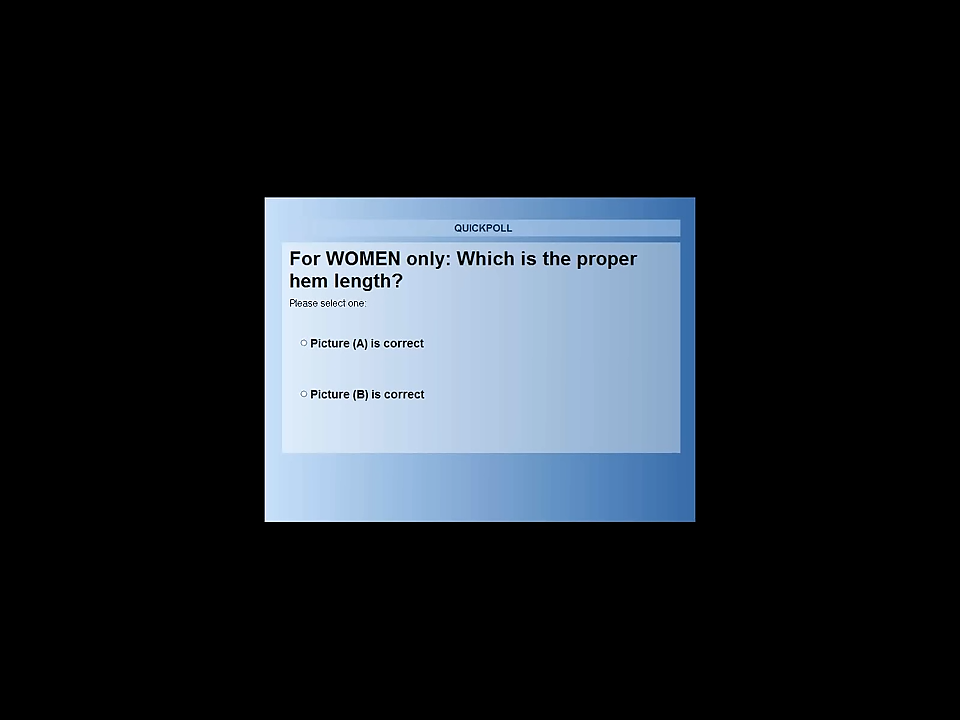 QUICKPOLL
For WOMEN only: Which is the proper
hem length?
Please select one:
Picture (A) is correct
Picture (B) is correct